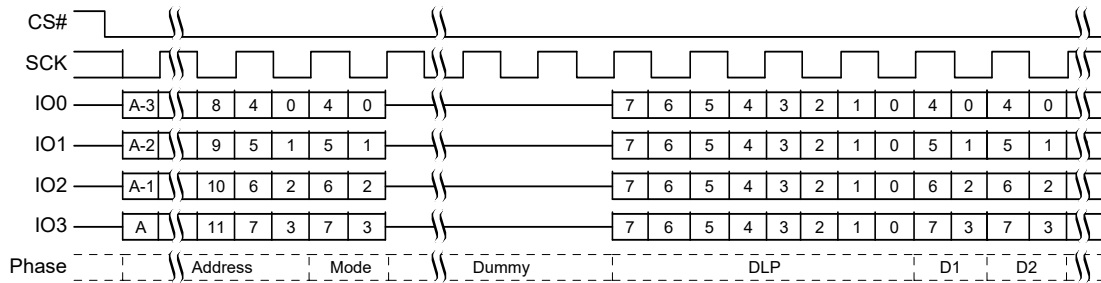 CS#
SCK
IO0 A-3 8 4 0 4 0 7 6 5 4 3 2 1 0 4 0 4 0
IO1 A-2 9 5 1 5 1 7 6 5 4 3 2 1 0 5 1 5 1
IO2 A-1 10 6 2 6 2 7 6 5 4 3 2 1 0 6 2 6 2
IO3 A 11 7 3 7 3 7 6 5 4 3 2 1 0 7 3 7 3
Phase Address Mode Dummy DLP D1 D2